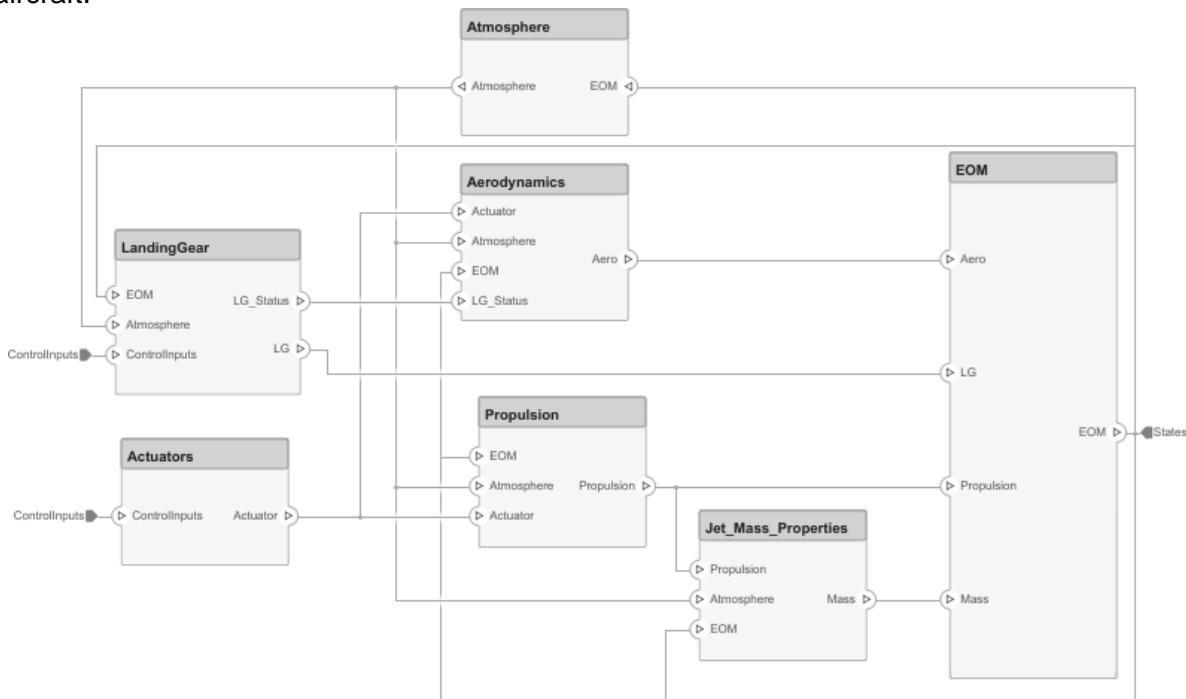 aircraft.
Atmosphere
Atmosphere EOM
Aerodynamics
Actuator
Atmosphere
EOM
LG_Status
Aero
EOM
Aero
LG
Propulsion
Mass
EOM
States
LandingGear
EOM
Atmosphere
ControlInputs
LG_Status
LG
ControlInputs
Propulsion
EOM
Atmosphere
Actuator
Propulsion
Actuators
ControlInputs ControlInputs Actuator
Jet_Mass_Properties
Propulsion
Atmosphere
EOM
Mass